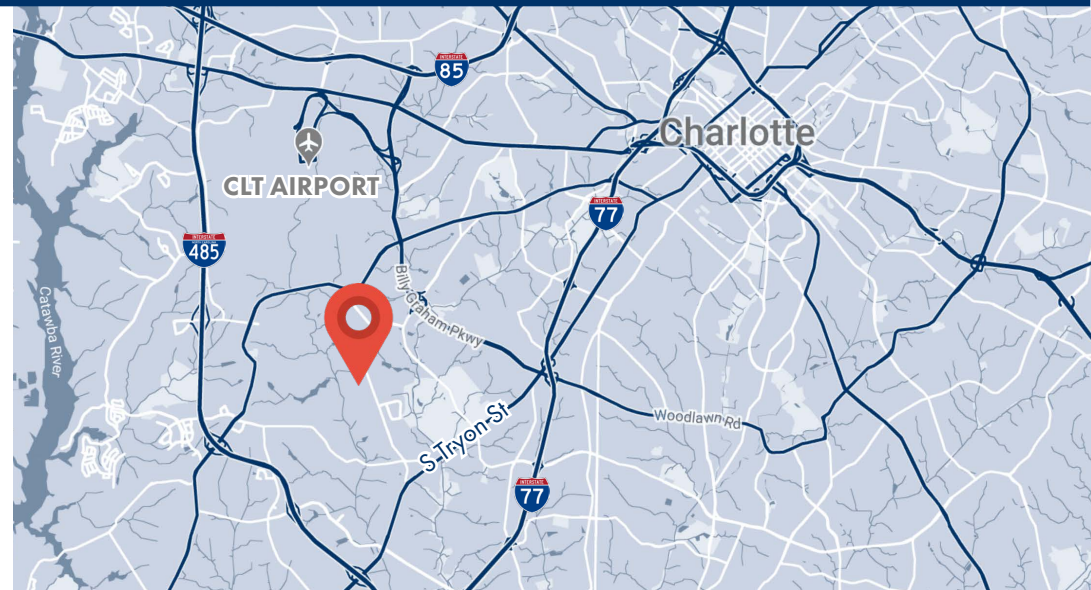 INTERSTATE
85
Charlotte
CLT AIRPORT
INTERSTATE
77
INTERSTATE
485
Billy Graham Pkwy
Catawba River
S Tryon St
Woodlawn Rd
INTERSTATE
77